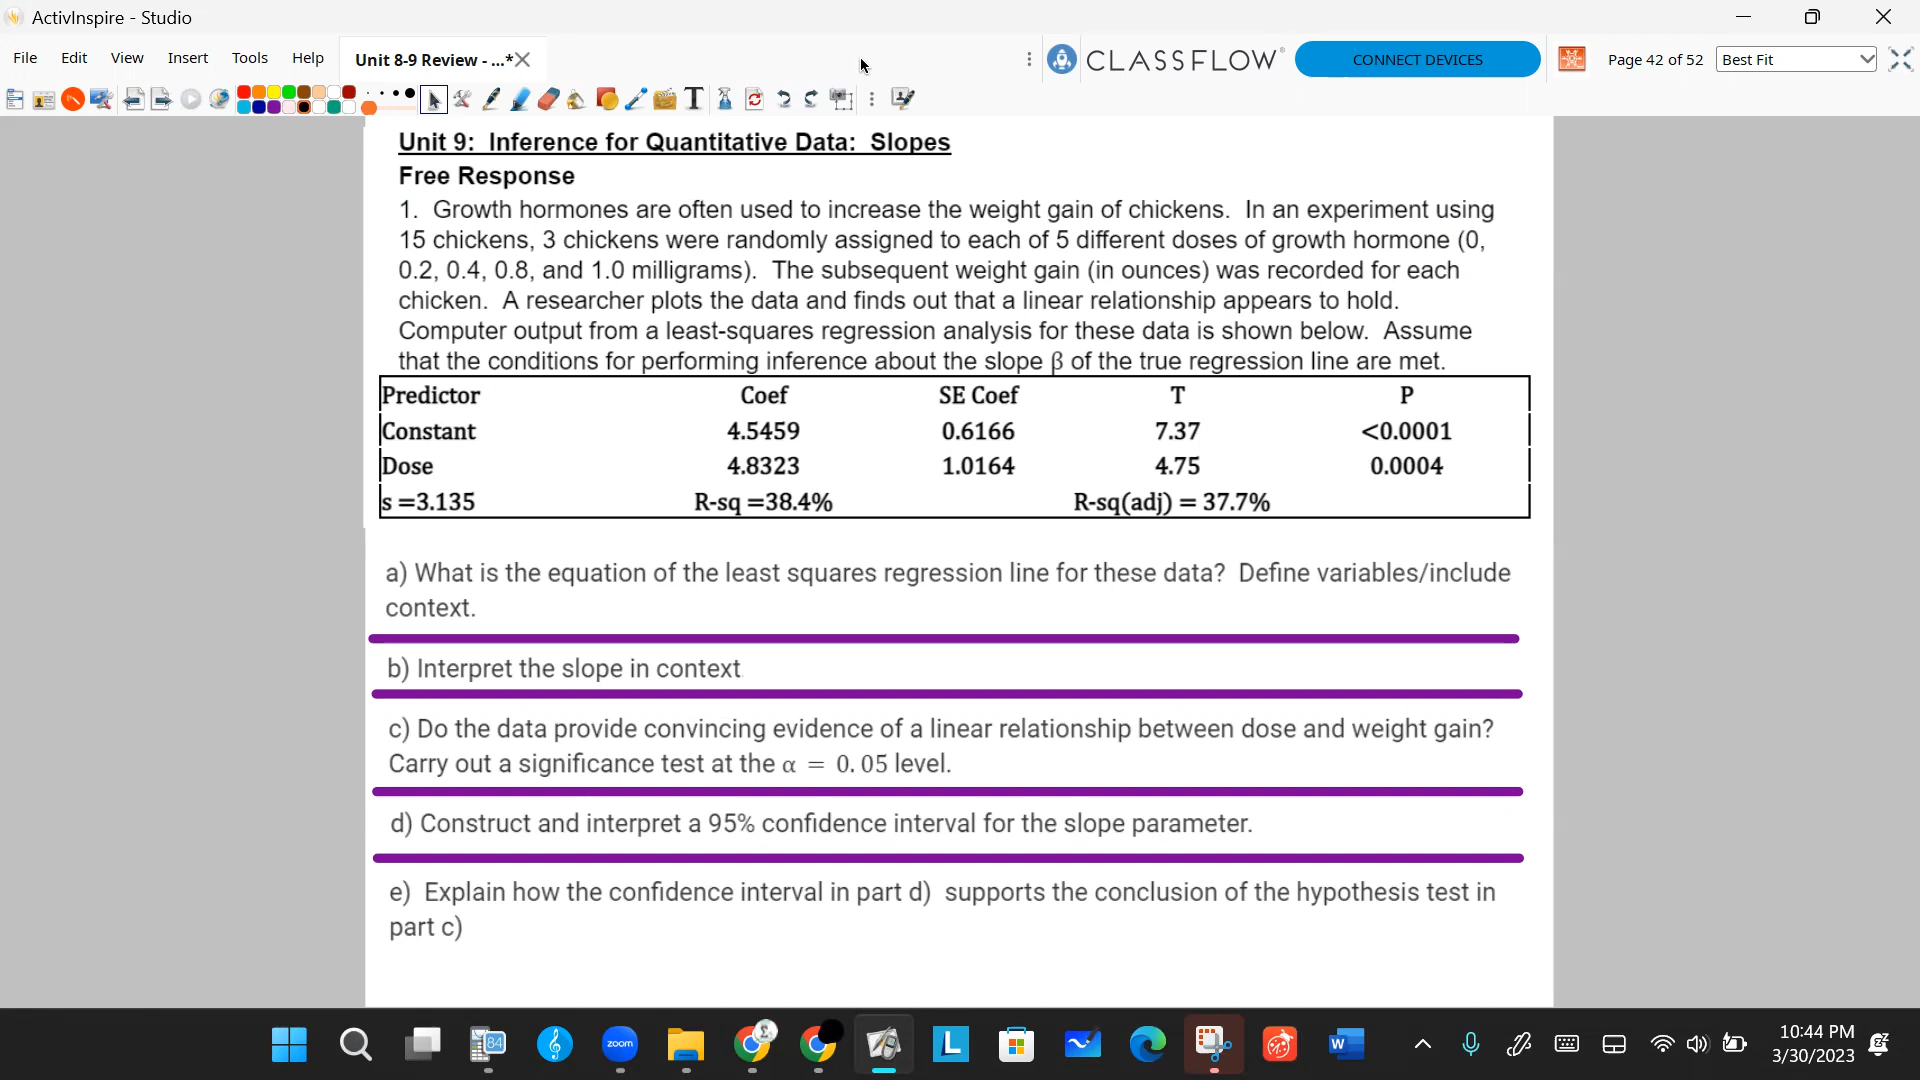 ActivInspire - Studio
File Edit View Insert Tools Help Unit 8-9 Review - ...* CLASSFLOW CONNECT DEVICES Page 42 of 52 Best Fit
Unit 9:  Inference for Quantitative Data:  Slopes
Free Response
1.  Growth hormones are often used to increase the weight gain of chickens.  In an experiment using
15 chickens, 3 chickens were randomly assigned to each of 5 different doses of growth hormone (0,
0.2, 0.4, 0.8, and 1.0 milligrams).  The subsequent weight gain (in ounces) was recorded for each
chicken.  A researcher plots the data and finds out that a linear relationship appears to hold.
Computer output from a least-squares regression analysis for these data is shown below.  Assume
that the conditions for performing inference about the slope β of the true regression line are met.
Predictor Coef SE Coef T P
Constant 4.5459 0.6166 7.37 <0.0001
Dose 4.8323 1.0164 4.75 0.0004
s =3.135 R-sq =38.4% R-sq(adj) = 37.7%
a) What is the equation of the least squares regression line for these data?  Define variables/include
context.
b) Interpret the slope in context
c) Do the data provide convincing evidence of a linear relationship between dose and weight gain?
Carry out a significance test at the α = 0.05 level.
d) Construct and interpret a 95% confidence interval for the slope parameter.
e)  Explain how the confidence interval in part d)  supports the conclusion of the hypothesis test in
part c)
84 zoom L W 10:44 PM
3/30/2023